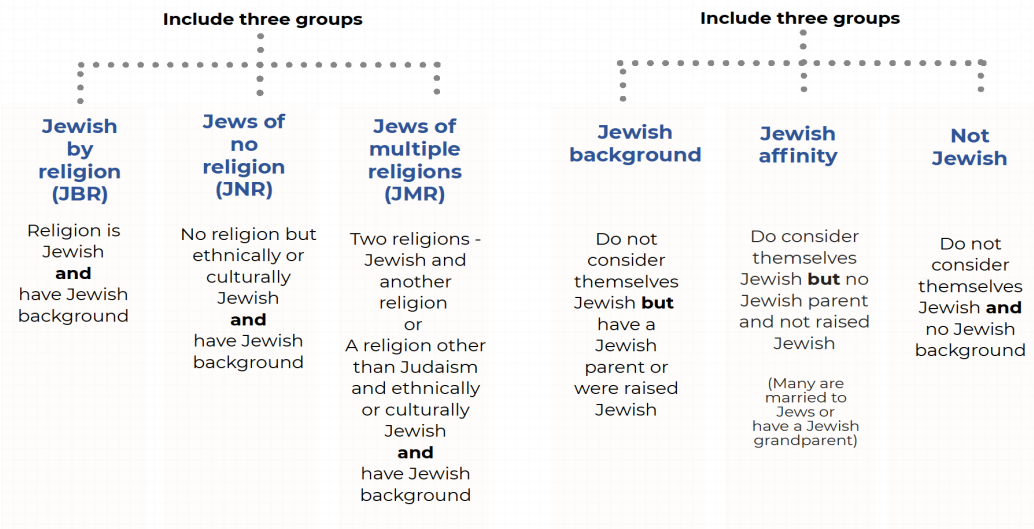 Include three groups
Jewish
by
religion
(JBR)
Religion is
Jewish
and
have Jewish
background
Jews of
no
religion
(JNR)
No religion but
ethnically or
culturally
Jewish
and
have Jewish
background
Jews of
multiple
religions
(JMR)
Two religions -
Jewish and
another
religion
or
A religion other
than Judaism
and ethnically
or culturally
Jewish
and
have Jewish
background
Include three groups
Jewish
background
Do not
consider
themselves
Jewish but
have a
Jewish
parent or
were raised
Jewish
Jewish
affinity
Do consider
themselves
Jewish but no
Jewish parent
and not raised
Jewish
(Many are
married to
Jews or
have a Jewish
grandparent)
Not
Jewish
Do not
consider
themselves
Jewish and
no Jewish
background